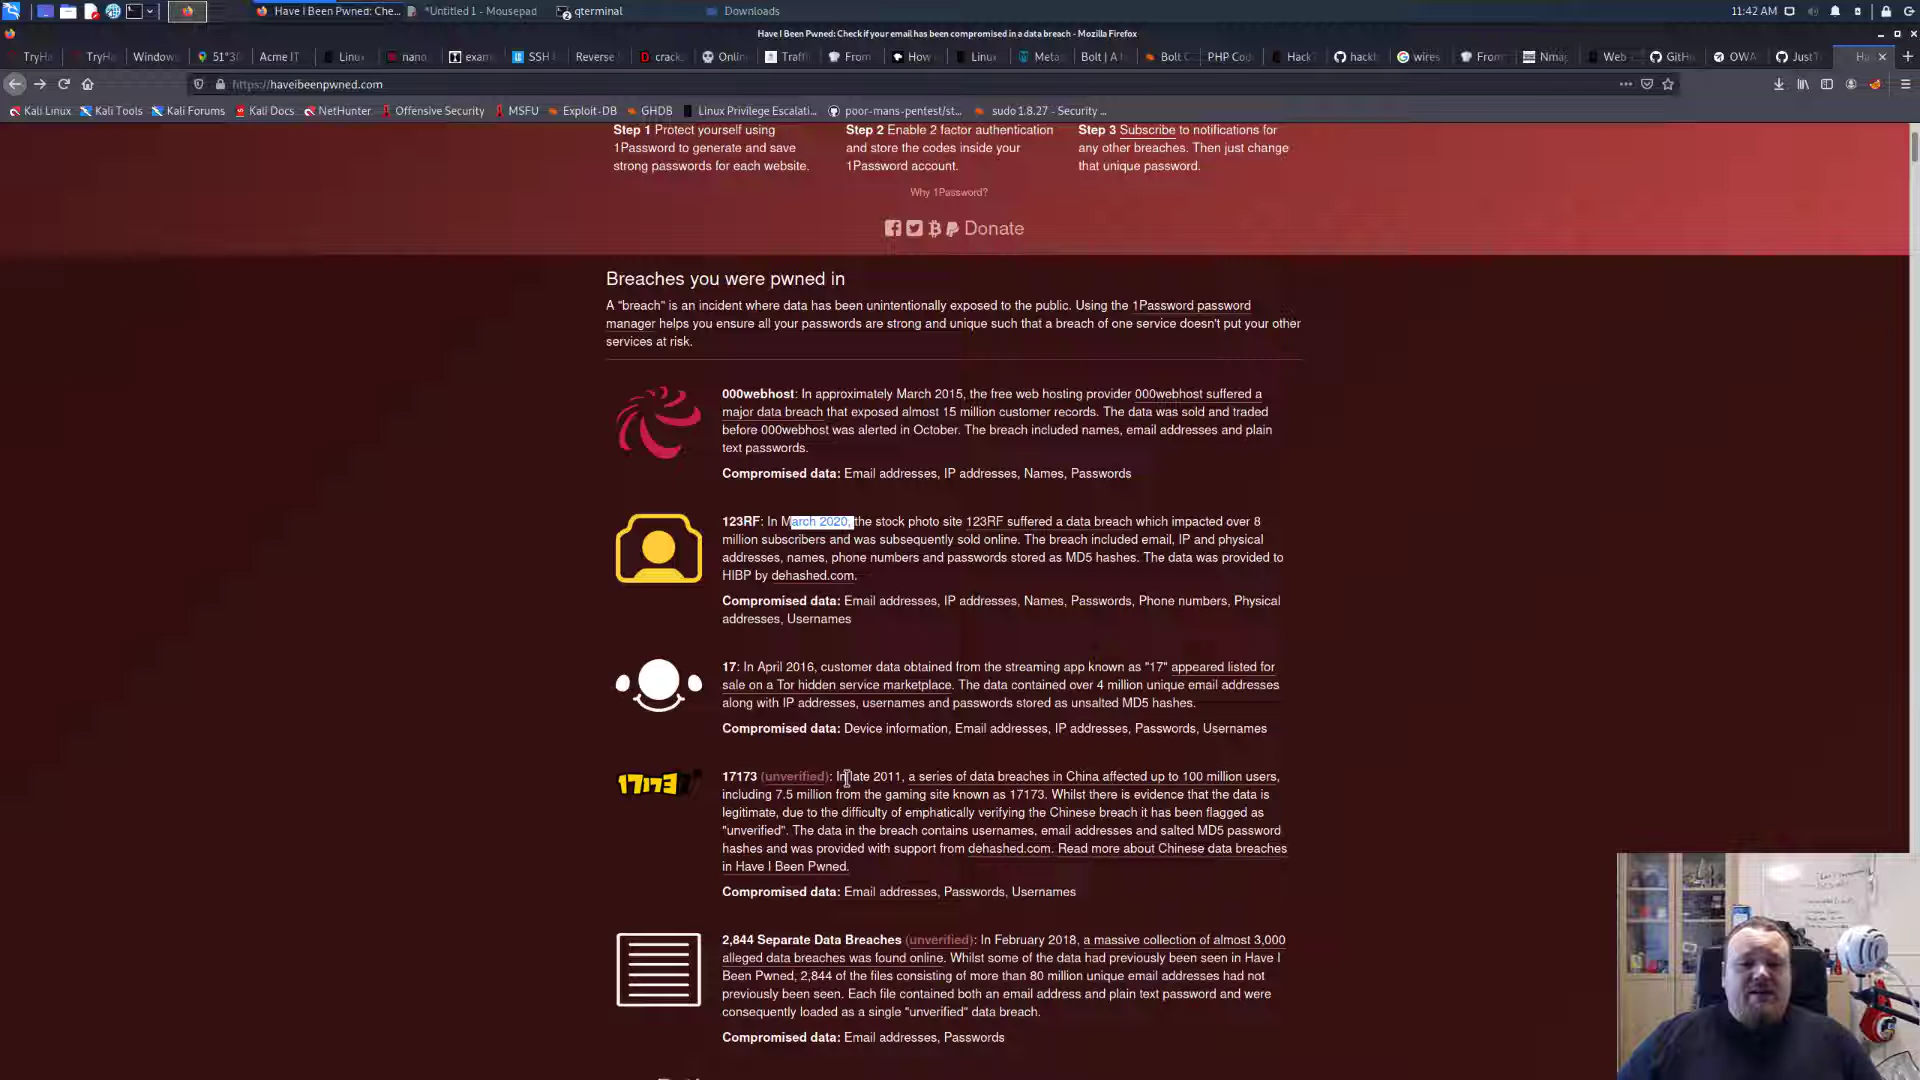 Have I Been Pwned: Che...
*Untitled 1 - Mousepad
qterminal
Downloads
11:42 AM
Have I Been Pwned: Check if your email has been compromised in a data breach - Mozilla Firefox
TryH
TryH
Window
51°3(
Acme IT
Linu
nano
exam
SSH
Reverse
crack
Onlin
Traffi
From
How
Linu
Meta
Bolt | A
Bolt C
PHP Cod
Hack
hackt
wires
From
Nmap
Web
GitH
OWA
Just T
Ha
https://haveibeenpwned.com
Kali Linux
Kali Tools
Kali Forums
Kali Docs
NetHunter
Offensive Security
MSFU
Exploit-DB
GHDB
Linux Privilege Escalati...
poor-mans-pentest/st...
sudo 1.8.27 - Security ...
Step 1 Protect yourself using
1Password to generate and save
strong passwords for each website.
Step 2 Enable 2 factor authentication
and store the codes inside your
1Password account.
Step 3 Subscribe to notifications for
any other breaches. Then just change
that unique password.
Why 1Password?
Donate
Breaches you were pwned in
A "breach" is an incident where data has been unintentionally exposed to the public. Using the 1Password password
manager helps you ensure all your passwords are strong and unique such that a breach of one service doesn't put your other
services at risk.
000webhost: In approximately March 2015, the free web hosting provider 000webhost suffered a
major data breach that exposed almost 15 million customer records. The data was sold and traded
before 000webhost was alerted in October. The breach included names, email addresses and plain
text passwords.
Compromised data: Email addresses, IP addresses, Names, Passwords
123RF: In March 2020, the stock photo site 123RF suffered a data breach which impacted over 8
million subscribers and was subsequently sold online. The breach included email, IP and physical
addresses, names, phone numbers and passwords stored as MD5 hashes. The data was provided to
HIBP by dehashed.com.
Compromised data: Email addresses, IP addresses, Names, Passwords, Phone numbers, Physical
addresses, Usernames
17: In April 2016, customer data obtained from the streaming app known as "17" appeared listed for
sale on a Tor hidden service marketplace. The data contained over 4 million unique email addresses
along with IP addresses, usernames and passwords stored as unsalted MD5 hashes.
Compromised data: Device information, Email addresses, IP addresses, Passwords, Usernames
17173
17173 (unverified): In late 2011, a series of data breaches in China affected up to 100 million users,
including 7.5 million from the gaming site known as 17173. Whilst there is evidence that the data is
legitimate, due to the difficulty of emphatically verifying the Chinese breach it has been flagged as
"unverified". The data in the breach contains usernames, email addresses and salted MD5 password
hashes and was provided with support from dehashed.com. Read more about Chinese data breaches
in Have I Been Pwned.
Compromised data: Email addresses, Passwords, Usernames
2,844 Separate Data Breaches (unverified): In February 2018, a massive collection of almost 3,000
alleged data breaches was found online. Whilst some of the data had previously been seen in Have I
Been Pwned, 2,844 of the files consisting of more than 80 million unique email addresses had not
previously been seen. Each file contained both an email address and plain text password and were
consequently loaded as a single "unverified" data breach.
Compromised data: Email addresses, Passwords